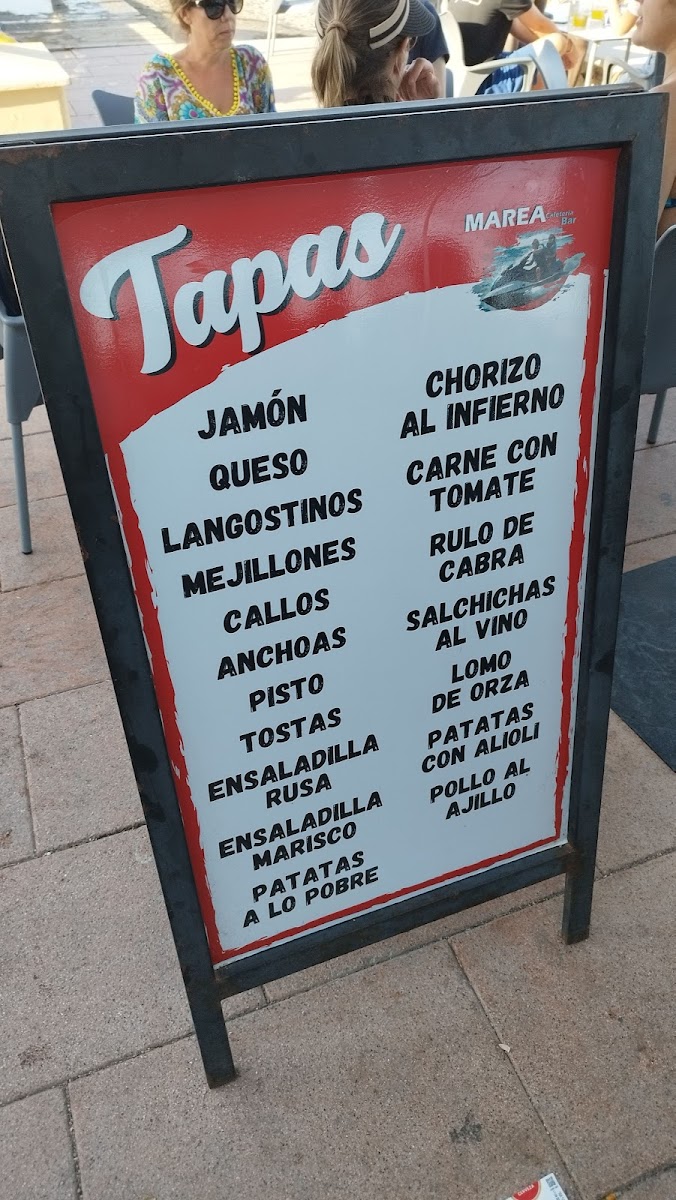 Tapas
MAREA Cafetería
Bar
JAMÓN
QUESO
LANGOSTINOS
MEJILLONES
CALLOS
ANCHOAS
PISTO
TOSTAS
ENSALADILLA
RUSA
ENSALADILLA
MARISCO
PATATAS
A LO POBRE
CHORIZO
AL INFIERNO
CARNE CON
TOMATE
RULO DE
CABRA
SALCHICHAS
AL VINO
LOMO
DE ORZA
PATATAS
CON ALIOLI
POLLO AL
AJILLO